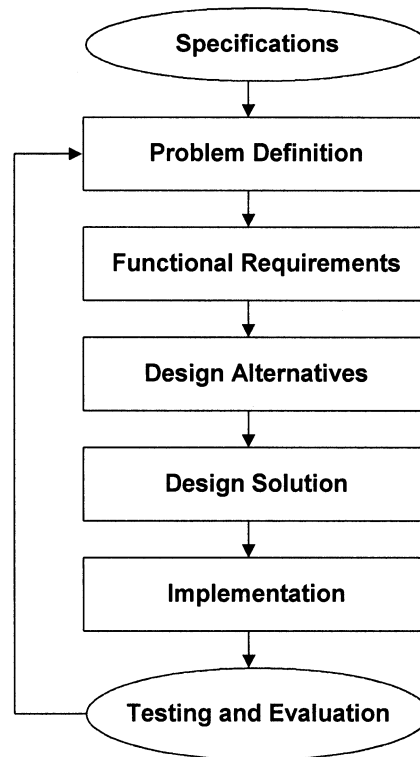 Specifications
Problem Definition
Functional Requirements
Design Alternatives
Design Solution
Implementation
Testing and Evaluation